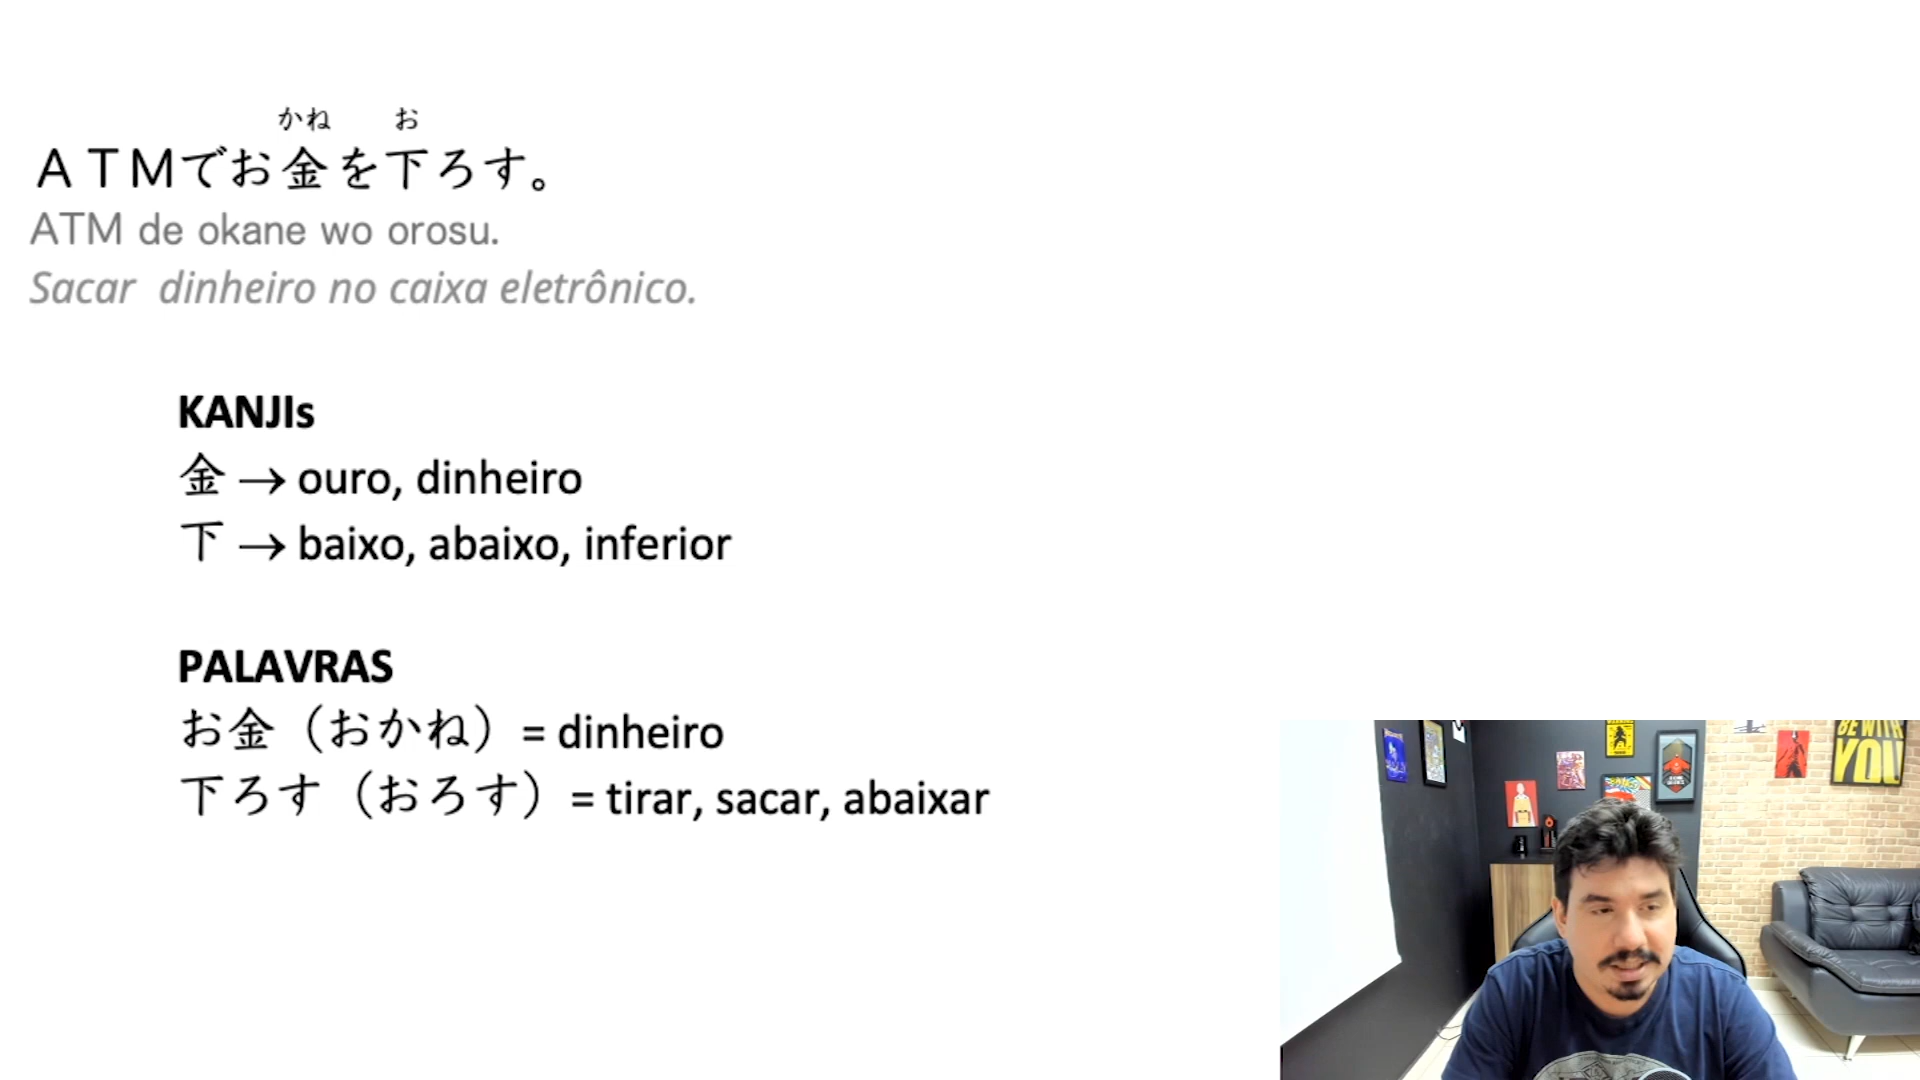 かね お
ＡＴＭでお金を下ろす。
ATM de okane wo orosu.
Sacar dinheiro no caixa eletrônico.
KANJIs
金 → ouro, dinheiro
下 → baixo, abaixo, inferior
PALAVRAS
お金（おかね）= dinheiro
下ろす（おろす）= tirar, sacar, abaixar
BE WITH
YOU